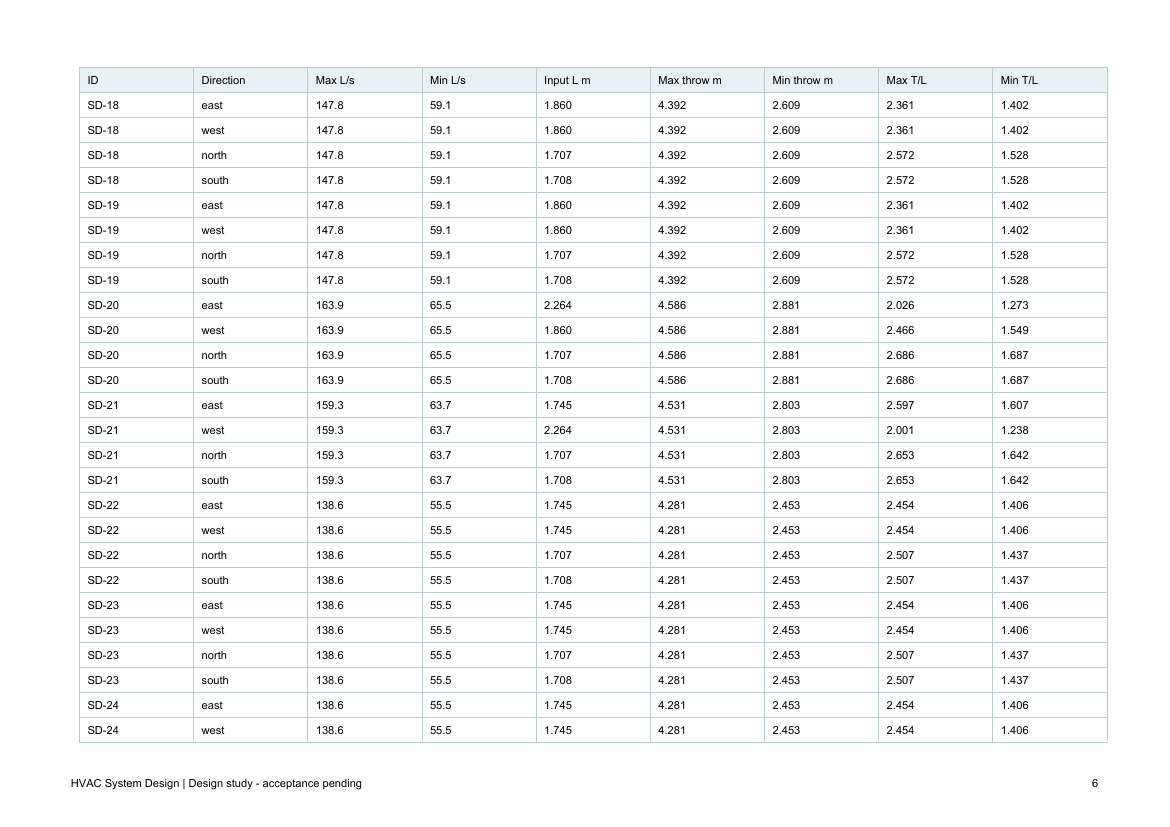 ID Direction Max L/s Min L/s Input L m Max throw m Min throw m Max T/L Min T/L
SD-18 east 147.8 59.1 1.860 4.392 2.609 2.361 1.402
SD-18 west 147.8 59.1 1.860 4.392 2.609 2.361 1.402
SD-18 north 147.8 59.1 1.707 4.392 2.609 2.572 1.528
SD-18 south 147.8 59.1 1.708 4.392 2.609 2.572 1.528
SD-19 east 147.8 59.1 1.860 4.392 2.609 2.361 1.402
SD-19 west 147.8 59.1 1.860 4.392 2.609 2.361 1.402
SD-19 north 147.8 59.1 1.707 4.392 2.609 2.572 1.528
SD-19 south 147.8 59.1 1.708 4.392 2.609 2.572 1.528
SD-20 east 163.9 65.5 2.264 4.586 2.881 2.026 1.273
SD-20 west 163.9 65.5 1.860 4.586 2.881 2.466 1.549
SD-20 north 163.9 65.5 1.707 4.586 2.881 2.686 1.687
SD-20 south 163.9 65.5 1.708 4.586 2.881 2.686 1.687
SD-21 east 159.3 63.7 1.745 4.531 2.803 2.597 1.607
SD-21 west 159.3 63.7 2.264 4.531 2.803 2.001 1.238
SD-21 north 159.3 63.7 1.707 4.531 2.803 2.653 1.642
SD-21 south 159.3 63.7 1.708 4.531 2.803 2.653 1.642
SD-22 east 138.6 55.5 1.745 4.281 2.453 2.454 1.406
SD-22 west 138.6 55.5 1.745 4.281 2.453 2.454 1.406
SD-22 north 138.6 55.5 1.707 4.281 2.453 2.507 1.437
SD-22 south 138.6 55.5 1.708 4.281 2.453 2.507 1.437
SD-23 east 138.6 55.5 1.745 4.281 2.453 2.454 1.406
SD-23 west 138.6 55.5 1.745 4.281 2.453 2.454 1.406
SD-23 north 138.6 55.5 1.707 4.281 2.453 2.507 1.437
SD-23 south 138.6 55.5 1.708 4.281 2.453 2.507 1.437
SD-24 east 138.6 55.5 1.745 4.281 2.453 2.454 1.406
SD-24 west 138.6 55.5 1.745 4.281 2.453 2.454 1.406
HVAC System Design | Design study - acceptance pending 6